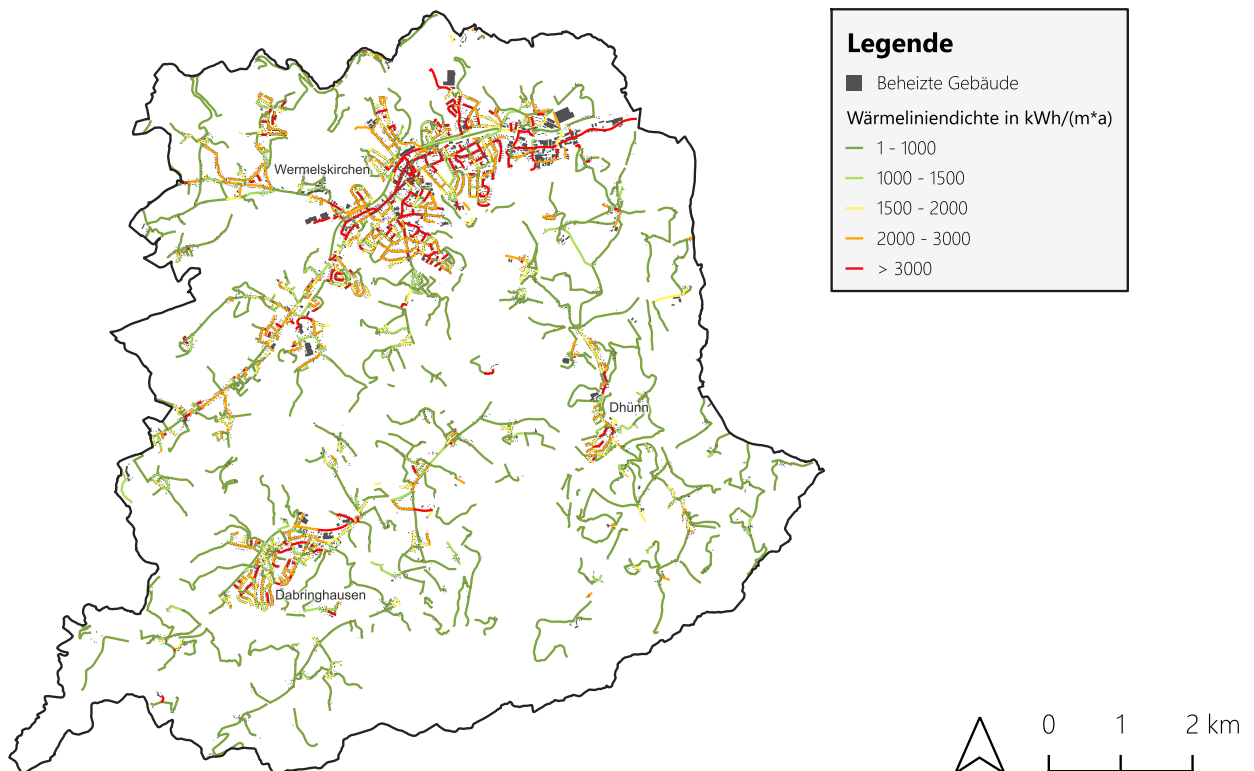 Legende
Beheizte Gebäude
Wärmeliniendichte in kWh/(m*a)
1 - 1000
1000 - 1500
1500 - 2000
2000 - 3000
> 3000
Wermelskirchen
Dhünn
Dabringhausen
0 1 2 km